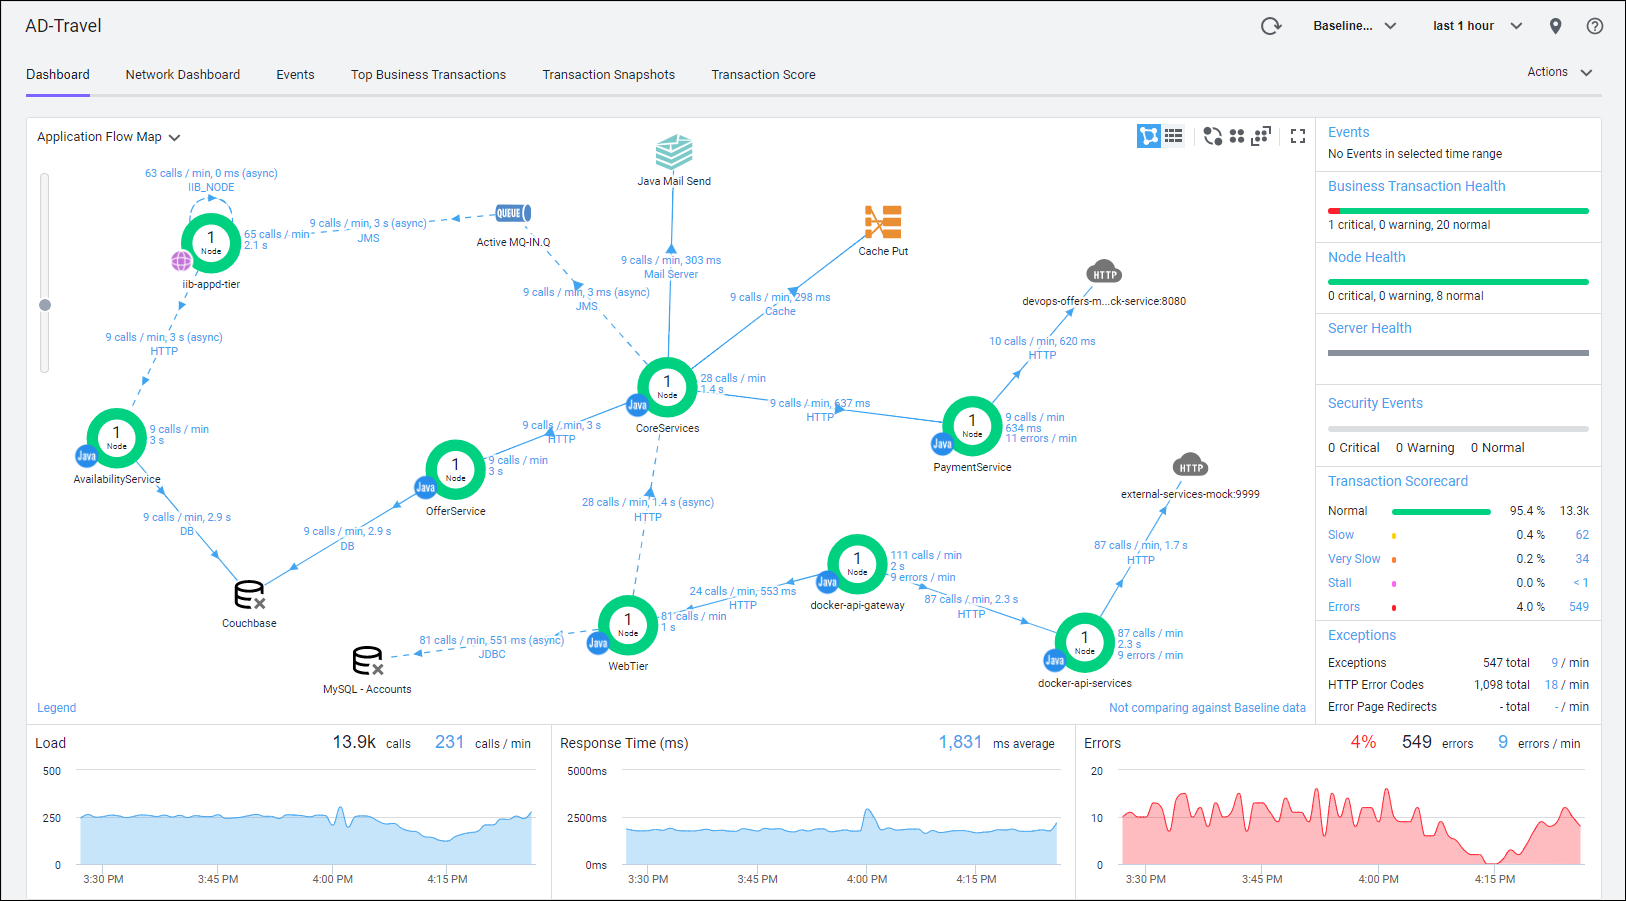 AD-Travel
Baseline...
last 1 hour
Dashboard
Network Dashboard
Events
Top Business Transactions
Transaction Snapshots
Transaction Score
Actions
Application Flow Map
63 calls / min, 0 ms (async)
IIB_NODE
1
Node
65 calls / min
2.1 s
iib-appd-tier
9 calls / min, 3 s (async)
JMS
QUEUE
Active MQ-IN.Q
9 calls / min, 3 ms (async)
JMS
Java Mail Send
9 calls / min, 303 ms
Mail Server
Cache Put
9 calls / min, 298 ms
Cache
HTTP
devops-offers-m...ck-service:8080
10 calls / min, 620 ms
HTTP
9 calls / min, 3 s (async)
HTTP
1
Node
28 calls / min
1.4 s
Java
CoreServices
9 calls / min, 637 ms
HTTP
1
Node
9 calls / min
634 ms
11 errors / min
Java
PaymentService
1
Node
9 calls / min
3 s
Java
AvailabilityService
9 calls / min, 3 s
HTTP
1
Node
9 calls / min
3 s
Java
OfferService
HTTP
external-services-mock:9999
9 calls / min, 2.9 s
DB
9 calls / min, 2.9 s
DB
28 calls / min, 1.4 s (async)
HTTP
87 calls / min, 1.7 s
HTTP
1
Node
111 calls / min
2 s
9 errors / min
Java
docker-api-gateway
24 calls / min, 553 ms
HTTP
87 calls / min, 2.3 s
HTTP
Couchbase
1
Node
81 calls / min
1 s
Java
WebTier
81 calls / min, 551 ms (async)
JDBC
MySQL - Accounts
1
Node
87 calls / min
2.3 s
9 errors / min
Java
docker-api-services
Legend
Not comparing against Baseline data
Events
No Events in selected time range
Business Transaction Health
1 critical, 0 warning, 20 normal
Node Health
0 critical, 0 warning, 8 normal
Server Health
Security Events
0 Critical 0 Warning 0 Normal
Transaction Scorecard
Normal 95.4 % 13.3k
Slow 0.4 % 62
Very Slow 0.2 % 34
Stall 0.0 % < 1
Errors 4.0 % 549
Exceptions
Exceptions 547 total 9 / min
HTTP Error Codes 1,098 total 18 / min
Error Page Redirects - total - / min
Load 13.9k calls 231 calls / min
500
250
0
3:30 PM 3:45 PM 4:00 PM 4:15 PM
Response Time (ms) 1,831 ms average
5000ms
2500ms
0ms
3:30 PM 3:45 PM 4:00 PM 4:15 PM
Errors 4% 549 errors 9 errors / min
20
10
0
3:30 PM 3:45 PM 4:00 PM 4:15 PM